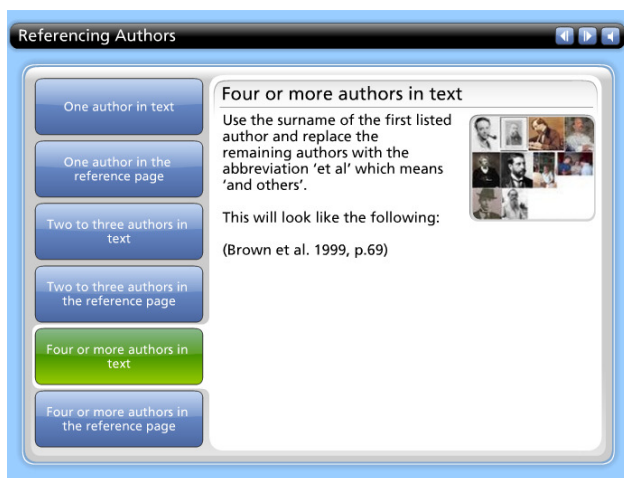 Referencing Authors
One author in text
One author in the
reference page
Two to three authors in
text
Two to three authors in
the reference page
Four or more authors in
text
Four or more authors in
the reference page
Four or more authors in text
Use the surname of the first listed
author and replace the
remaining authors with the
abbreviation ‘et al’ which means
‘and others’.
This will look like the following:
(Brown et al. 1999, p.69)